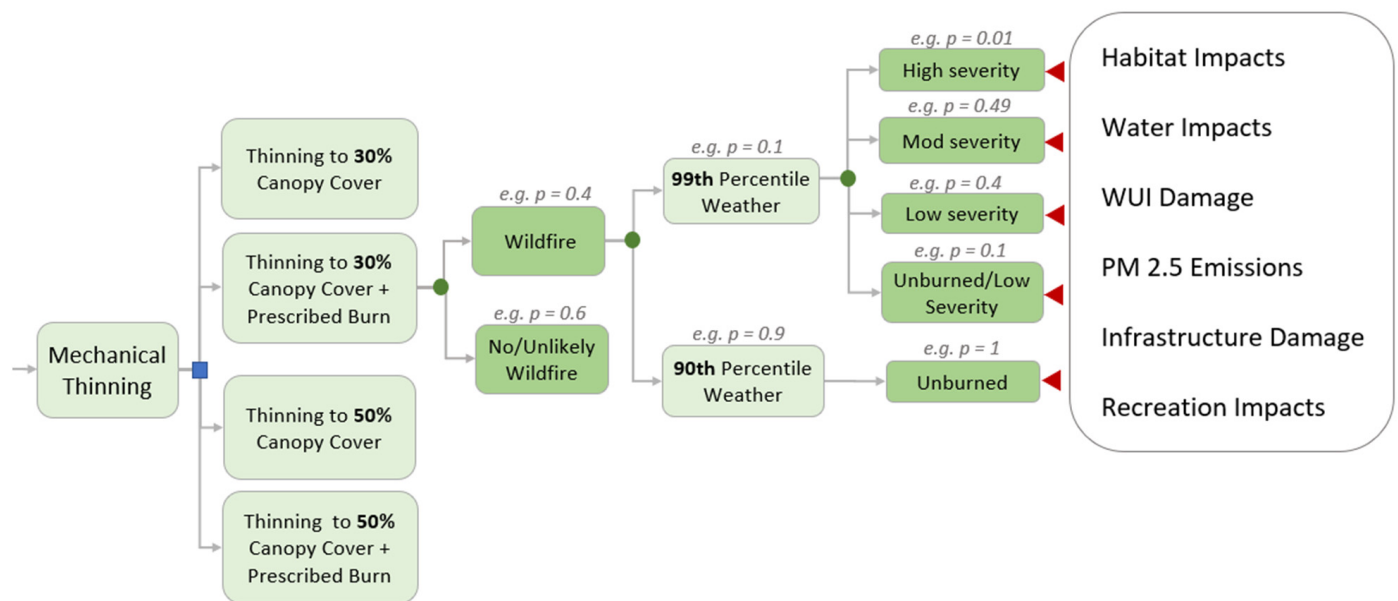 Mechanical
Thinning
Thinning to 30%
Canopy Cover
Thinning to 30%
Canopy Cover +
Prescribed Burn
Thinning to 50%
Canopy Cover
Thinning to 50%
Canopy Cover +
Prescribed Burn
e.g. p = 0.4
Wildfire
e.g. p = 0.6
No/Unlikely
Wildfire
e.g. p = 0.1
99th Percentile
Weather
e.g. p = 0.9
90th Percentile
Weather
e.g. p = 0.01
High severity
e.g. p = 0.49
Mod severity
e.g. p = 0.4
Low severity
e.g. p = 0.1
Unburned/Low
Severity
e.g. p = 1
Unburned
Habitat Impacts
Water Impacts
WUI Damage
PM 2.5 Emissions
Infrastructure Damage
Recreation Impacts